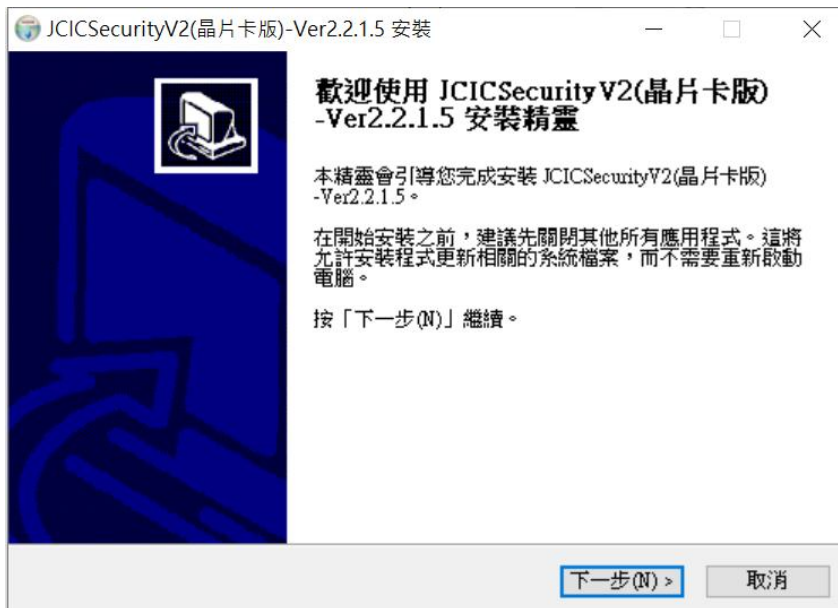 JCICSecurityV2(晶片卡版)-Ver2.2.1.5 安裝
歡迎使用 JCICSecurityV2(晶片卡版)
-Ver2.2.1.5 安裝精靈
本精靈會引導您完成安裝 JCICSecurityV2(晶片卡版)
-Ver2.2.1.5。
在開始安裝之前，建議先關閉其他所有應用程式。這將
允許安裝程式更新相關的系統檔案，而不需要重新啟動
電腦。
按「下一步(N)」繼續。
下一步(N) >
取消